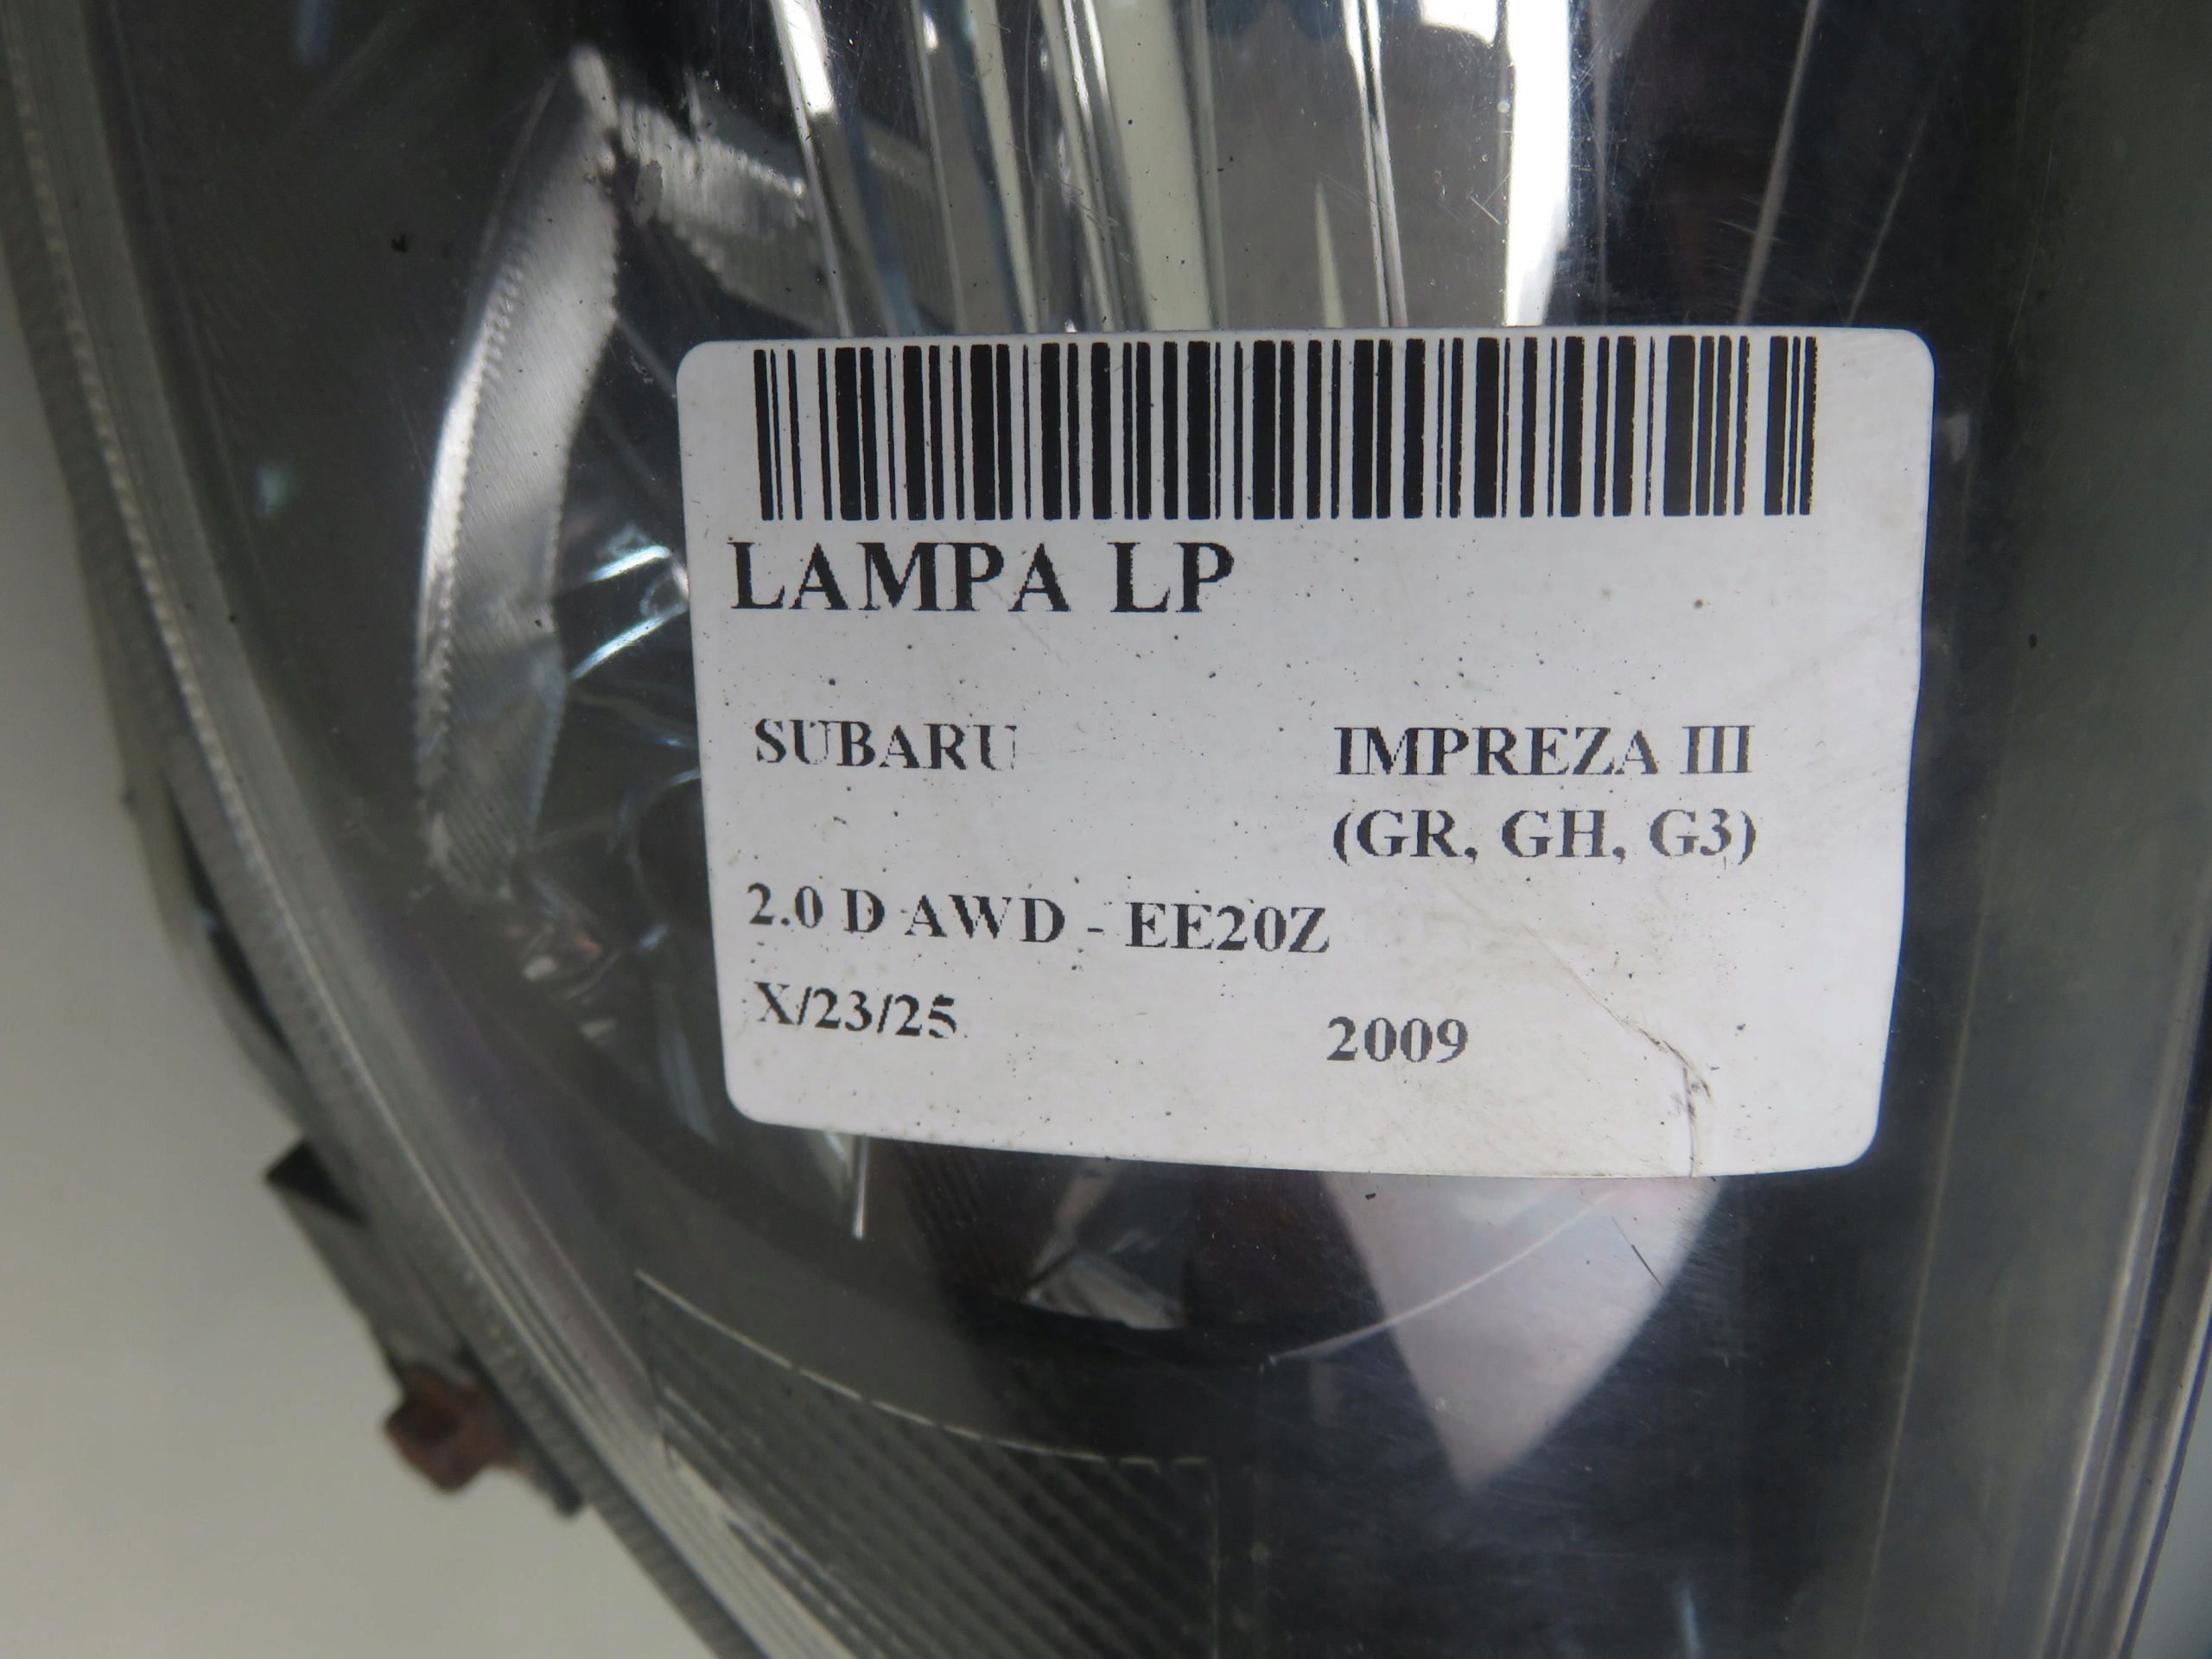 LAMPA LP
SUBARU IMPREZA III
(GR, GH, G3)
2.0 D AWD - EE20Z
X/23/25 2009